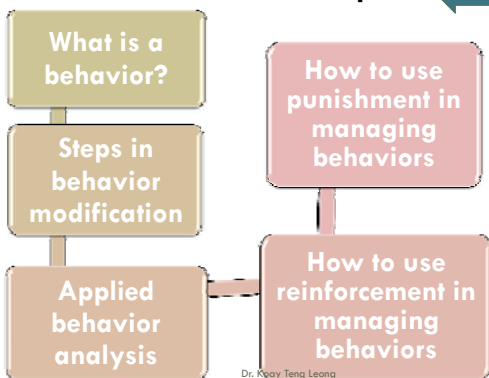 What is a
behavior?
Steps in
behavior
modification
Applied
behavior
analysis
How to use
reinforcement in
managing
behaviors
How to use
punishment in
managing
behaviors
Dr. Koay Teng Leong